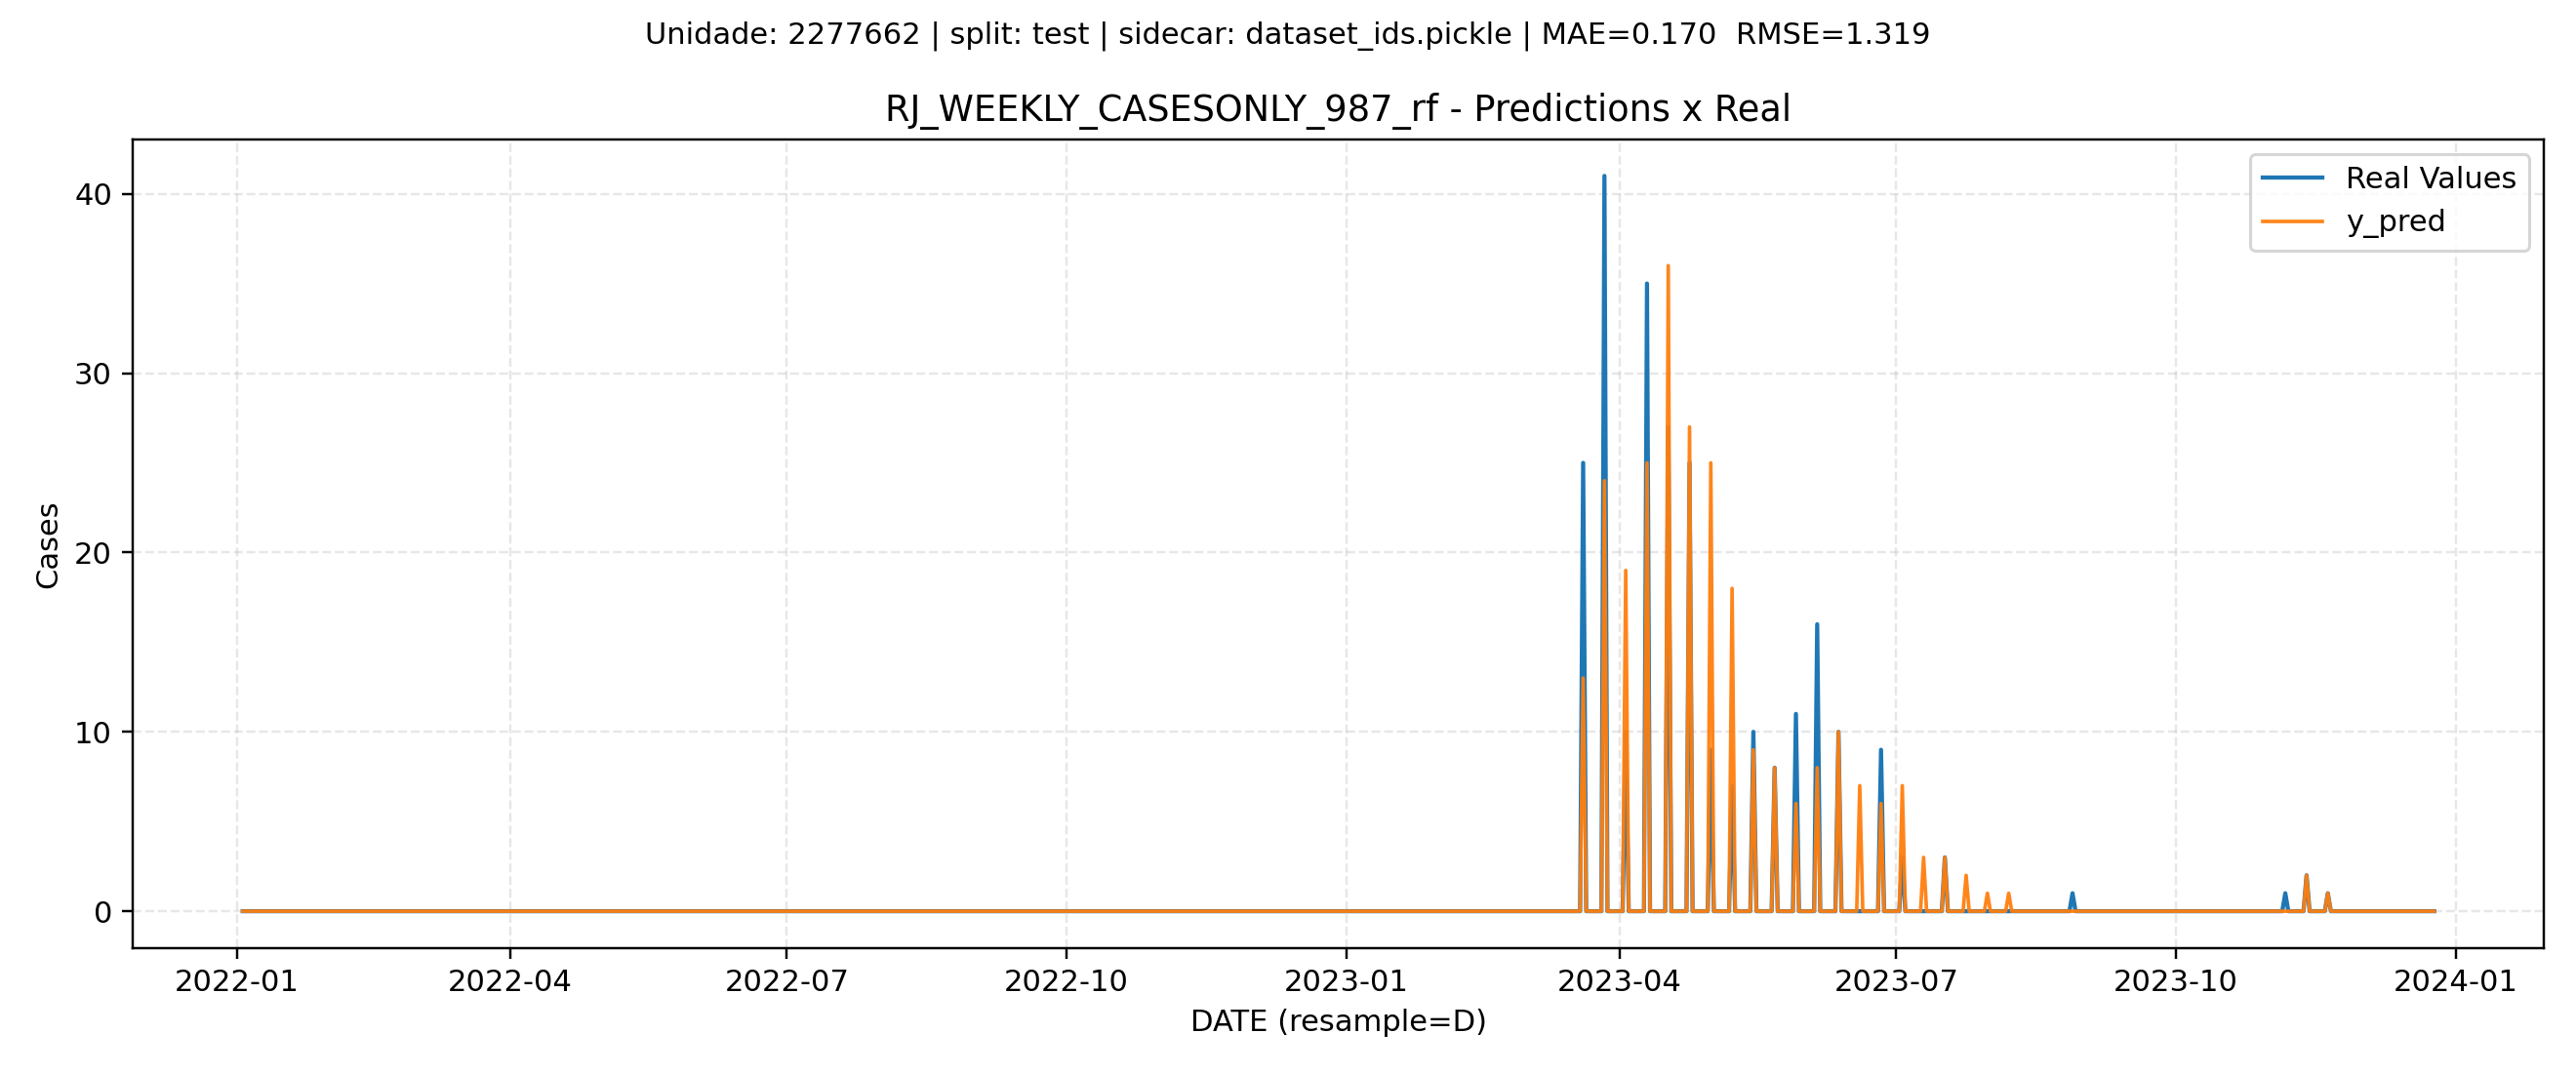 Unidade: 2277662 | split: test | sidecar: dataset_ids.pickle | MAE=0.170  RMSE=1.319
RJ_WEEKLY_CASESONLY_987_rf - Predictions x Real
Real Values
y_pred
40
30
20
10
0
Cases
2022-01
2022-04
2022-07
2022-10
2023-01
2023-04
2023-07
2023-10
2024-01
DATE (resample=D)